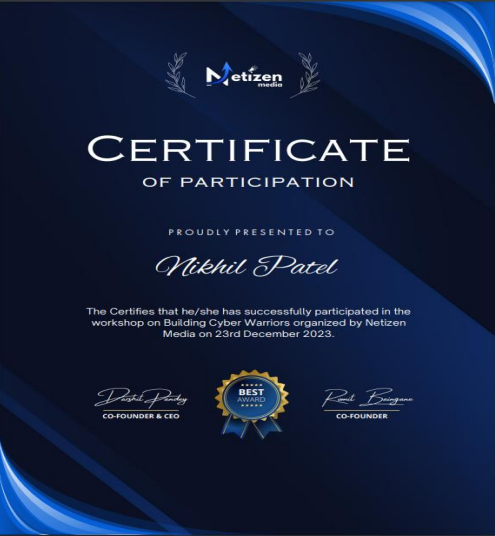 Netizen
media
CERTIFICATE
OF PARTICIPATION
PROUDLY PRESENTED TO
Nikhil Patel
The Certifies that he/she has successfully participated in the
workshop on Building Cyber Warriors organized by Netizen
Media on 23rd December 2023.
Darshil Pandey
BEST
AWARD
Romil Baingane
CO-FOUNDER & CEO
CO-FOUNDER